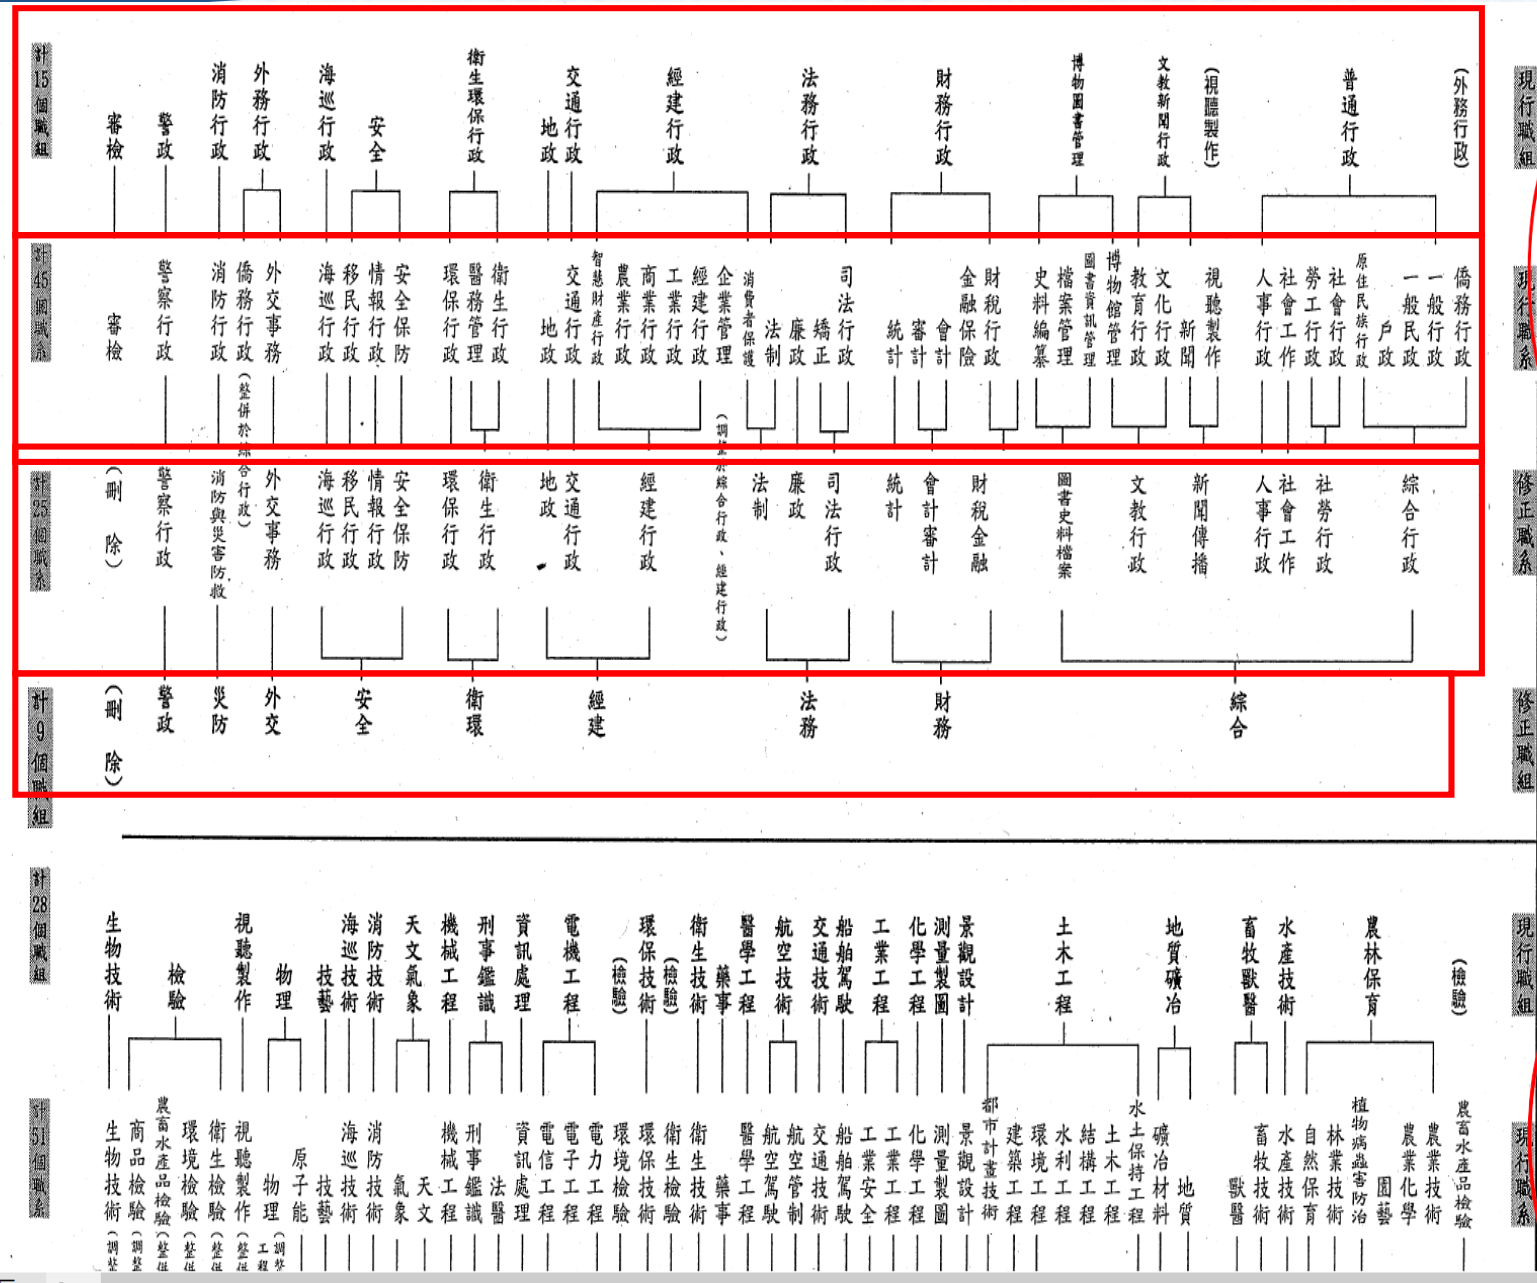 現行職組
(外務行政)
普通行政
(視聽製作)
文教新聞行政
博物圖書管理
財務行政
法務行政
經建行政
交通行政
地政
衛生環保行政
安全
海巡行政
外務行政
消防行政
警政
審檢
計15個職組
現行職系
僑務行政
一般行政
一般民政
戶政
原住民族行政
社會行政
勞工行政
社會工作
人事行政
視聽製作
新聞
文化行政
教育行政
博物館管理
圖書資訊管理
檔案管理
史料編纂
財稅行政
金融保險
會計
審計
統計
司法行政
矯正
廉政
法制
消費者保護
企業管理
經建行政
工業行政
商業行政
農業行政
智慧財產行政
交通行政
地政
衛生行政
醫務管理
環保行政
安全保防
情報行政
移民行政
海巡行政
外交事務
僑務行政
消防行政
警察行政
審檢
計45個職系
修正職系
綜合行政
社勞行政
社會工作
人事行政
新聞傳播
文教行政
圖書史料檔案
財稅金融
會計審計
統計
司法行政
廉政
法制
(調整於綜合行政、經建行政)
經建行政
交通行政
地政
衛生行政
環保行政
安全保防
情報行政
移民行政
海巡行政
外交事務
(整併於綜合行政)
消防與災害防救
警察行政
(刪除)
計25個職系
修正職組
綜合
財務
法務
經建
衛環
安全
外交
災防
警政
(刪除)
計9個職組
現行職組
(檢驗)
農林保育
水產技術
畜牧獸醫
地質礦冶
土木工程
景觀設計
測量製圖
化學工程
工業工程
船舶駕駛
交通技術
航空技術
醫學工程
藥事
衛生技術
(檢驗)
環保技術
(檢驗)
電機工程
資訊處理
刑事鑑識
機械工程
天文氣象
消防技術
海巡技術
技藝
物理
視聽製作
檢驗
生物技術
計28個職組
現行職系
農畜水產品檢驗
農業技術
農業化學
園藝
植物病蟲害防治
林業技術
自然保育
水產技術
畜牧技術
獸醫
地質
礦冶材料
水土保持工程
土木工程
結構工程
水利工程
環境工程
建築工程
都市計畫技術
景觀設計
測量製圖
化學工程
工業工程
工業安全
船舶駕駛
交通技術
航空管制
航空駕駛
醫學工程
藥事
衛生技術
衛生檢驗
環保技術
環境檢驗
電力工程
電子工程
電信工程
資訊處理
法醫
刑事鑑識
機械工程
天文
氣象
消防技術
海巡技術
技藝
原子能
(調整
物理
工程
視聽製作(整併
衛生檢驗(整併
環境檢驗(整併
農畜水產品檢驗(整併
商品檢驗(調整
生物技術(調整
計51個職系